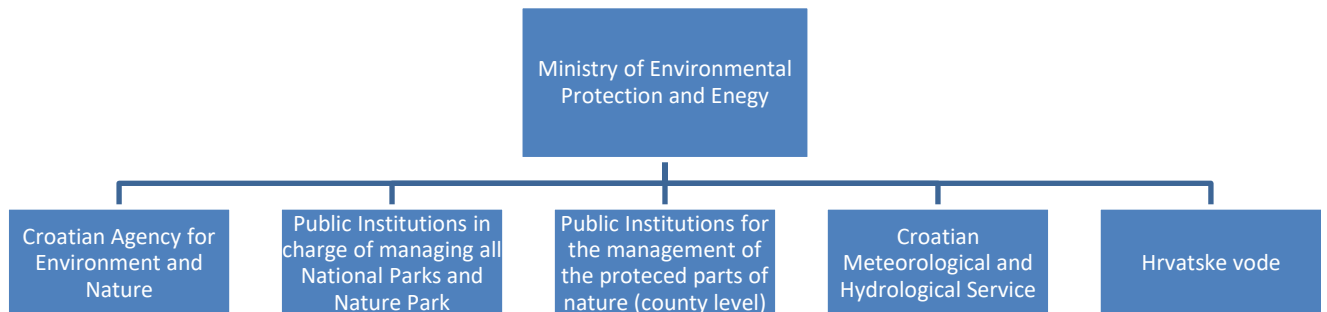 Ministry of Environmental
Protection and Enegy
Croatian Agency for
Environment and
Nature
Public Institutions in
charge of managing all
National Parks and
Nature Park
Public Institutions for
the management of
the proteced parts of
nature (county level)
Croatian
Meteorological and
Hydrological Service
Hrvatske vode